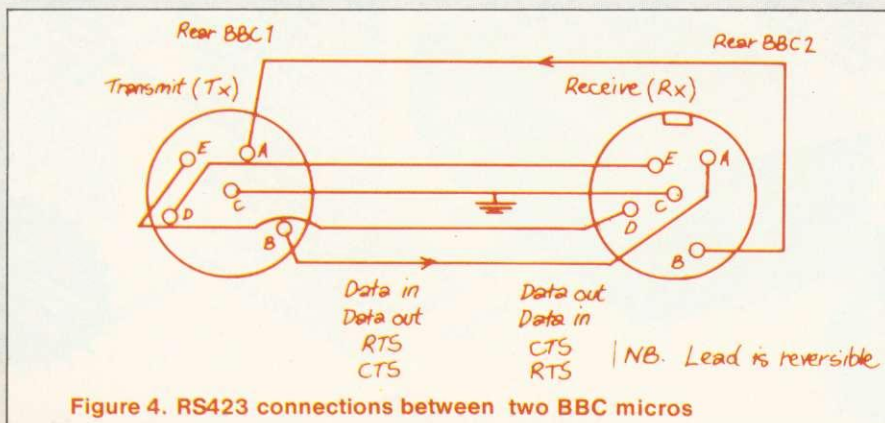 Rear BBC1
Rear BBC2
Transmit (Tx)
Receive (Rx)
E
A
C
D
B
E
A
C
D
B
Data in Data out
Data out Data in
RTS CTS
CTS RTS
NB. Lead is reversible
Figure 4. RS423 connections between two BBC micros